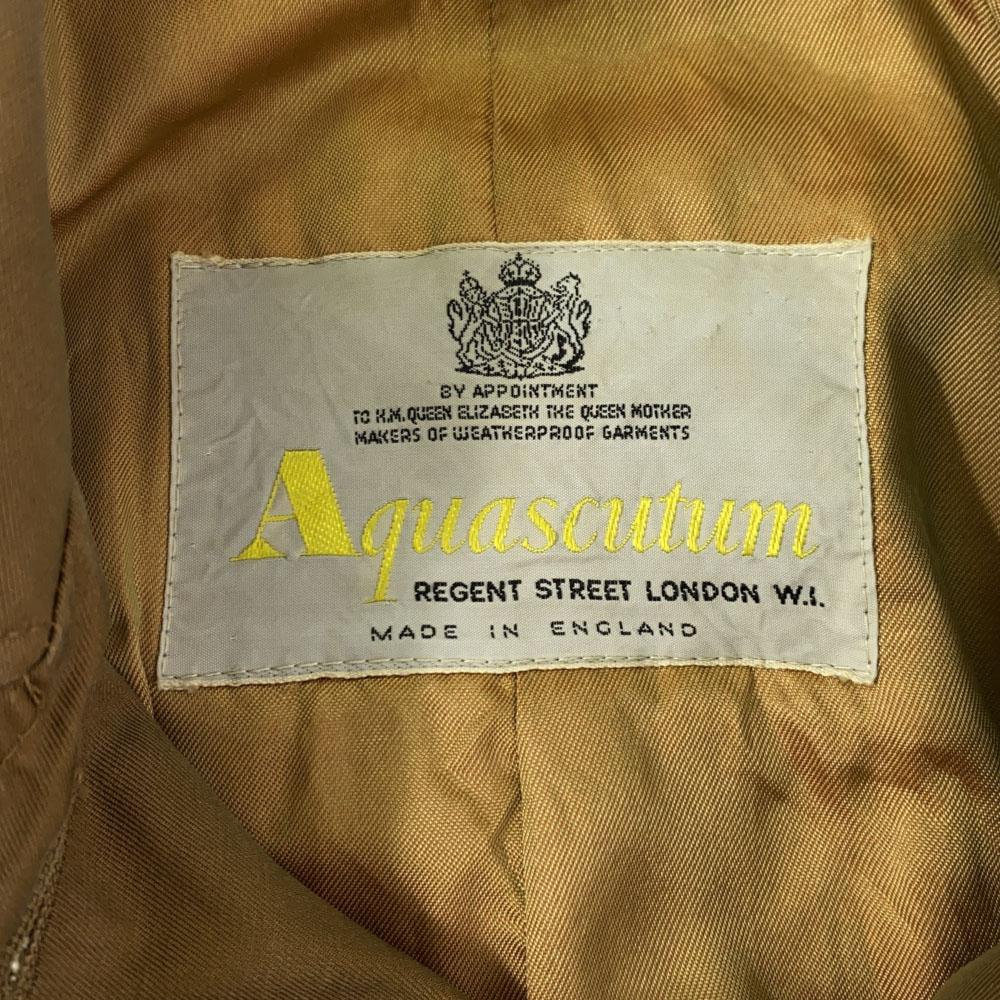 BY APPOINTMENT
TO H.M. QUEEN ELIZABETH THE QUEEN MOTHER
MAKERS OF WEATHERPROOF GARMENTS
Aquascutum
REGENT STREET LONDON W.I.
MADE IN ENGLAND